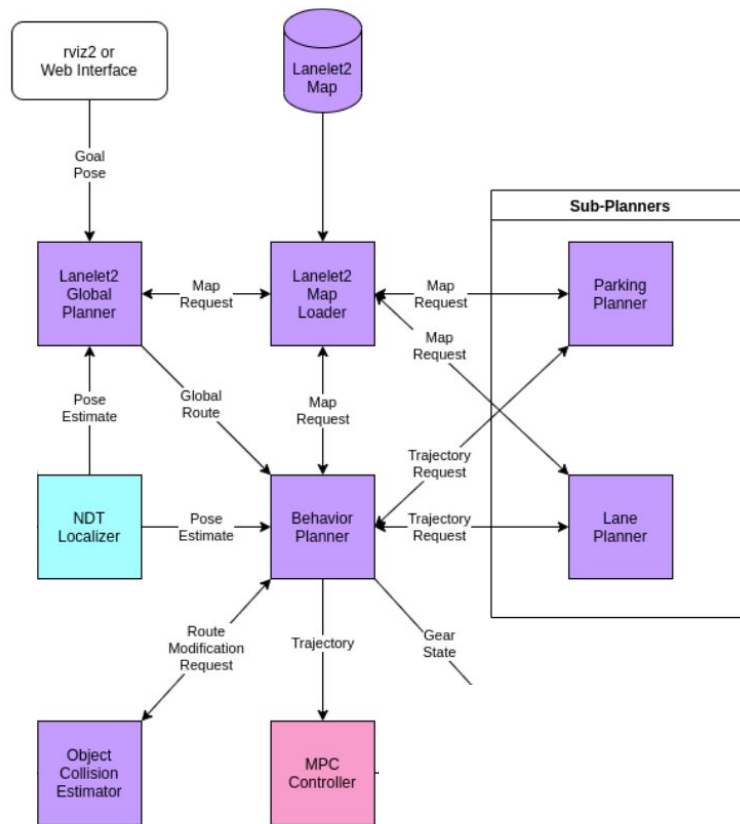 rviz2 or
Web Interface
Lanelet2
Map
Goal
Pose
Sub-Planners
Lanelet2
Global
Planner
Map
Request
Lanelet2
Map
Loader
Map
Request
Parking
Planner
Map
Request
Pose
Estimate
Global
Route
Map
Request
Trajectory
Request
NDT
Localizer
Pose
Estimate
Behavior
Planner
Trajectory
Request
Lane
Planner
Route
Modification
Request
Trajectory
Gear
State
Object
Collision
Estimator
MPC
Controller